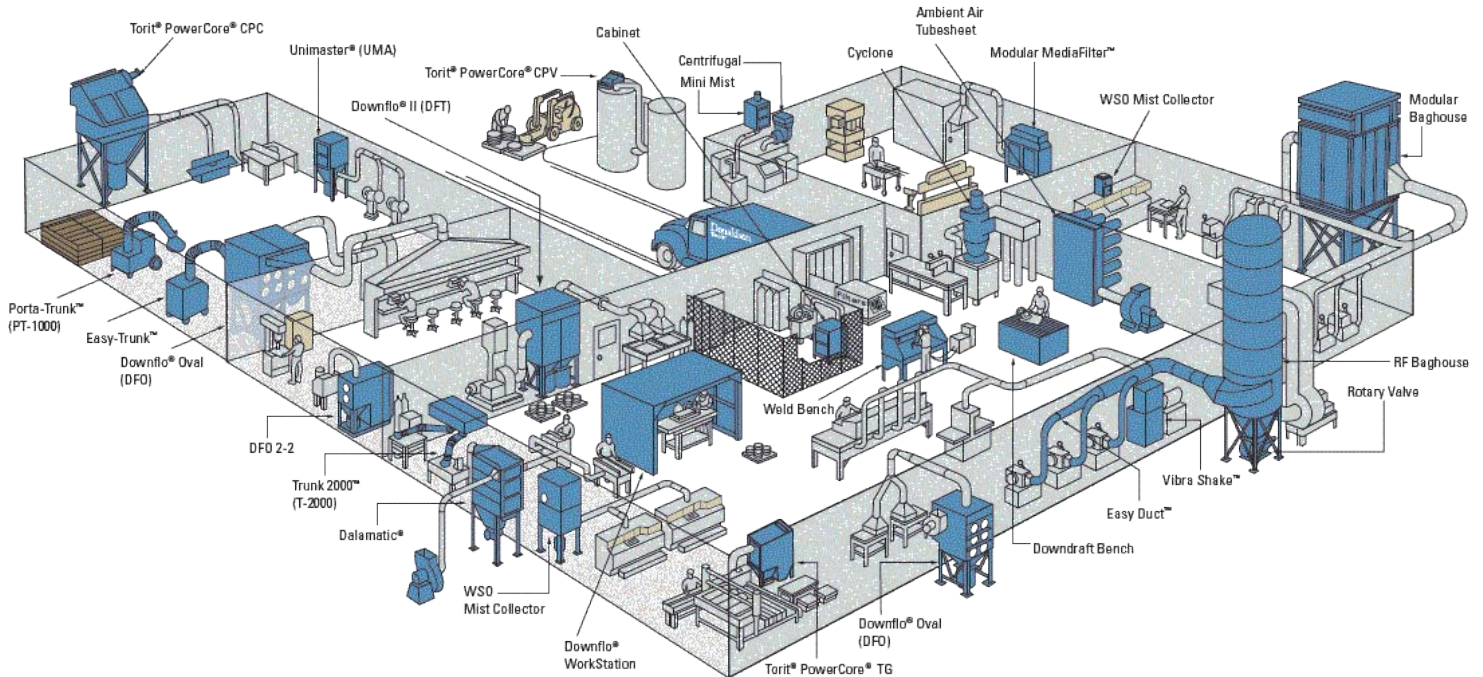 Torit® PowerCore® CPC
Unimaster® (UMA)
Torit® PowerCore® CPV
Downflo® II (DFT)
Cabinet
Centrifugal
Mini Mist
Cyclone
Ambient Air
Tubesheet
Modular MediaFilter™
WSO Mist Collector
Modular
Baghouse
Donaldson
Filters
Porta-Trunk™
(PT-1000)
Easy-Trunk™
Downflo® Oval
(DFO)
DFO 2-2
Trunk 2000™
(T-2000)
Dalamatic®
WSO
Mist Collector
Downflo®
WorkStation
Weld Bench
Torit® PowerCore® TG
Downflo® Oval
(DFO)
Downdraft Bench
Easy Duct™
Vibra Shake™
RF Baghouse
Rotary Valve